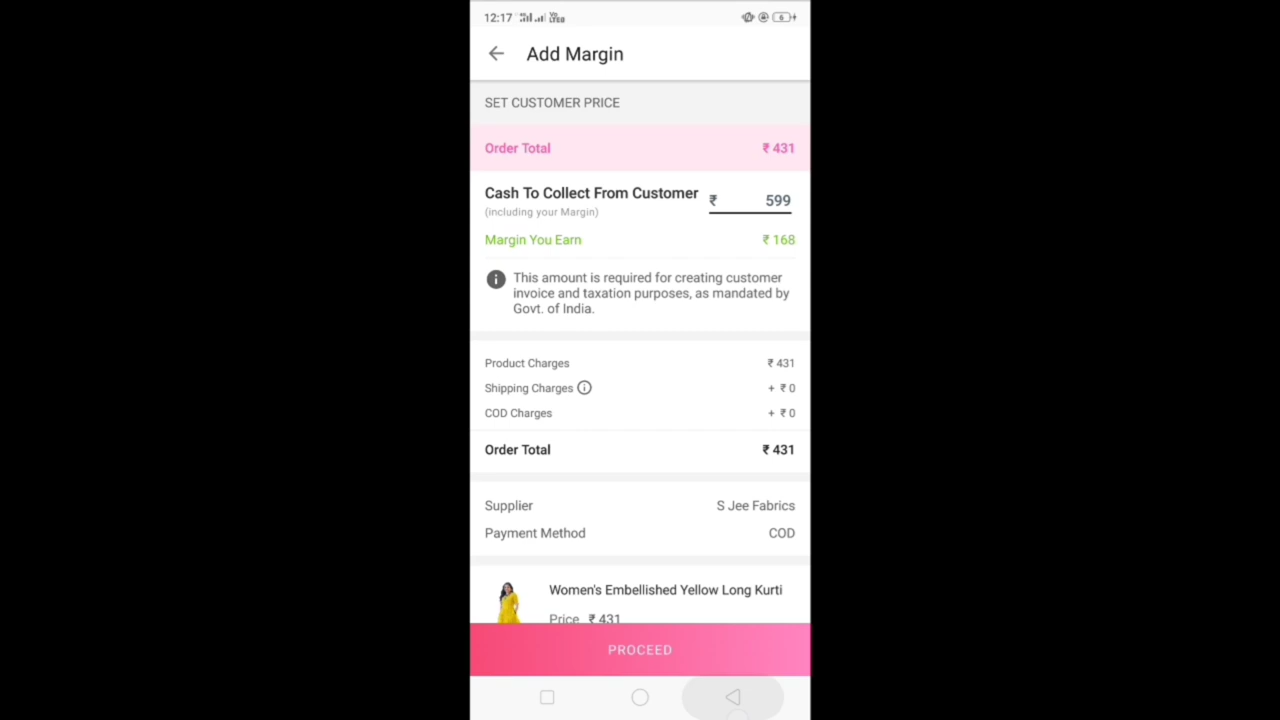 12:17
Add Margin
SET CUSTOMER PRICE
Order Total ₹ 431
Cash To Collect From Customer ₹ 599
(including your Margin)
Margin You Earn ₹ 168
This amount is required for creating customer
invoice and taxation purposes, as mandated by
Govt. of India.
Product Charges ₹ 431
Shipping Charges + ₹ 0
COD Charges + ₹ 0
Order Total ₹ 431
Supplier S Jee Fabrics
Payment Method COD
Women's Embellished Yellow Long Kurti
Price ₹ 431
PROCEED